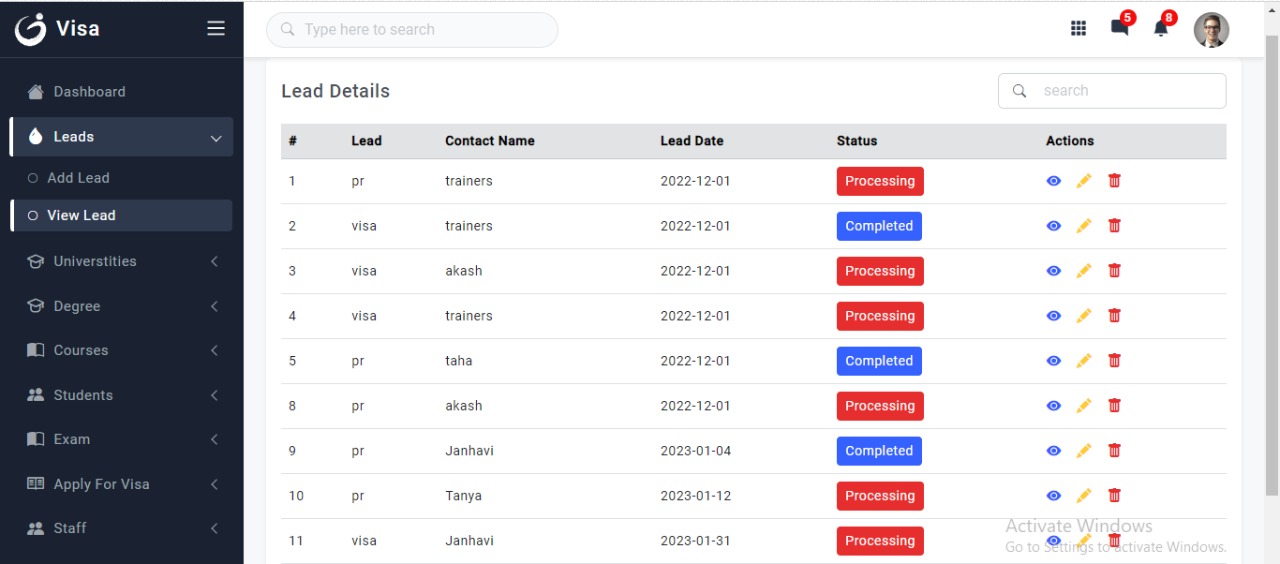 Visa
Type here to search
5
8
Dashboard
Leads
Add Lead
View Lead
Universtities
Degree
Courses
Students
Exam
Apply For Visa
Staff
Lead Details
search
# Lead Contact Name Lead Date Status Actions
1 pr trainers 2022-12-01 Processing
2 visa trainers 2022-12-01 Completed
3 visa akash 2022-12-01 Processing
4 visa trainers 2022-12-01 Processing
5 pr taha 2022-12-01 Completed
8 pr akash 2022-12-01 Processing
9 pr Janhavi 2023-01-04 Completed
10 pr Tanya 2023-01-12 Processing
11 visa Janhavi 2023-01-31 Processing
Activate Windows
Go to Settings to activate Windows.